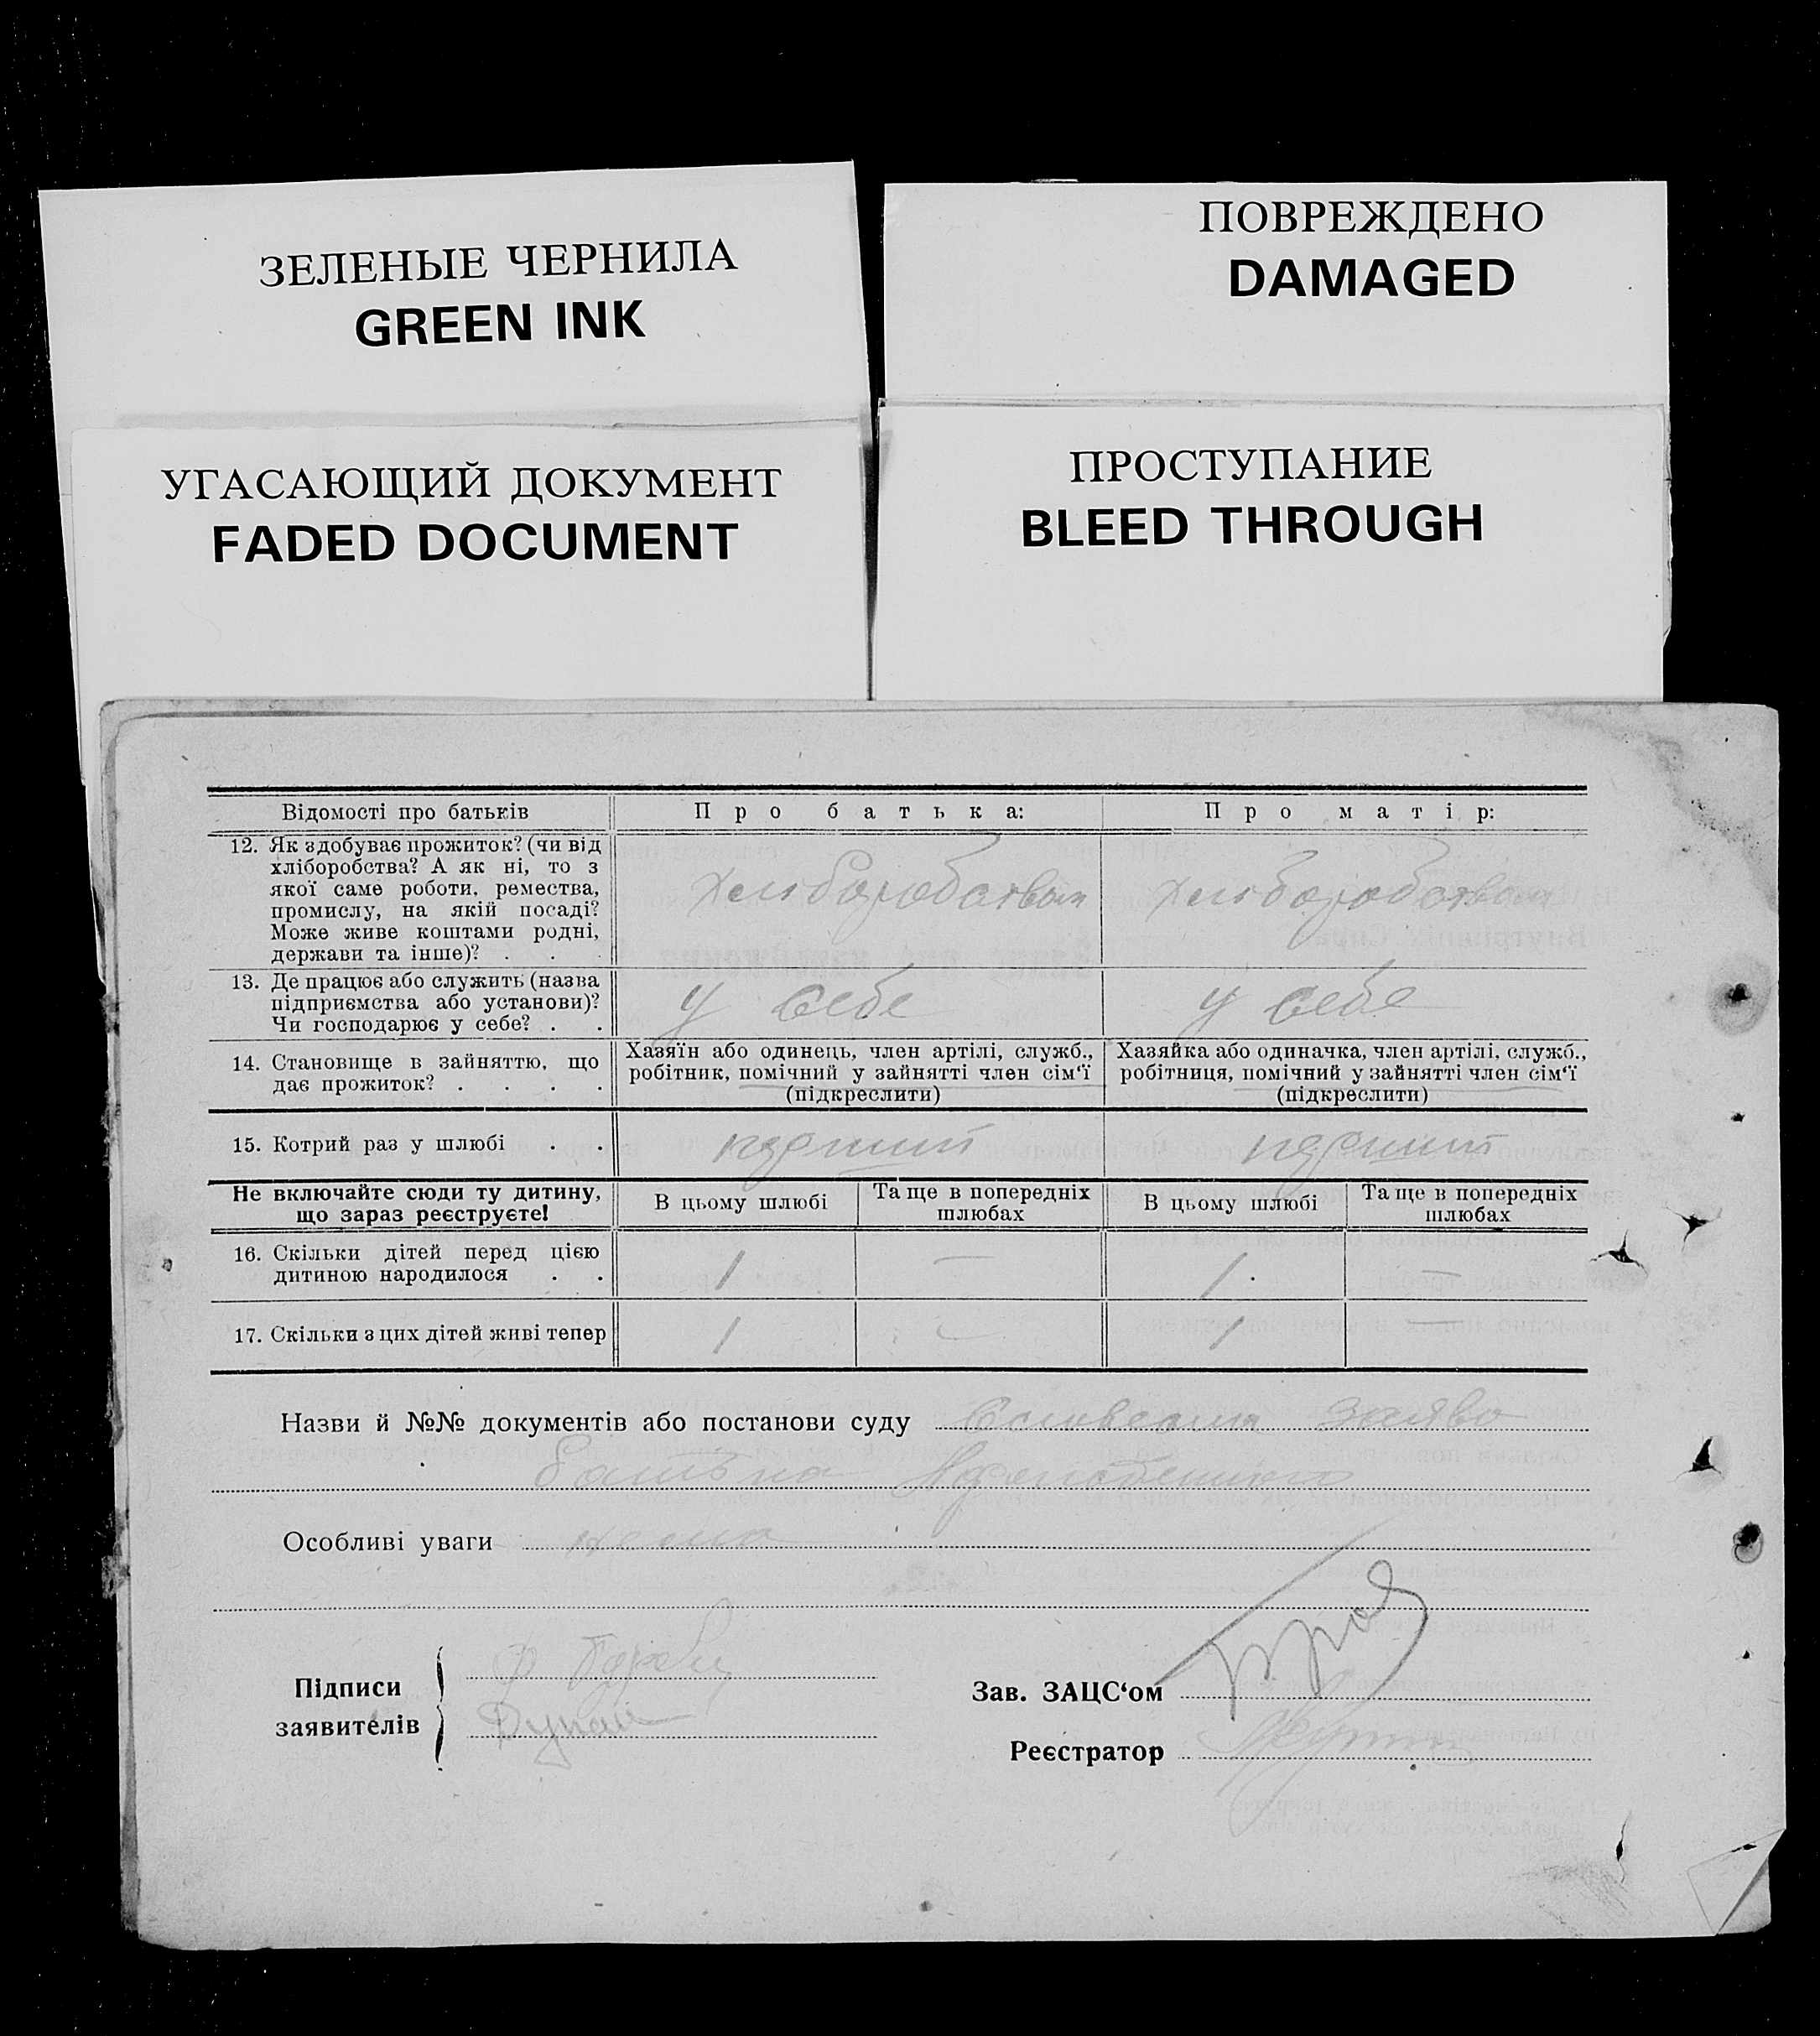 ЗЕЛЕНЫЕ ЧЕРНИЛА
GREEN INK
ПОВРЕЖДЕНО
DAMAGED
УГАСАЮЩИЙ ДОКУМЕНТ
FADED DOCUMENT
ПРОСТУПАНИЕ
BLEED THROUGH
Відомості про батьків
Про батька:
Про матір:
12. Як здобуває прожиток? (чи від
хліборобства? А як ні, то з
якої саме роботи, ремества,
промислу, на якій посаді?
Може живе коштами родні,
держави та інше)? . . .
13. Де працює або служить (назва
підприємства або установи)?
Чи господарює у себе? . .
у себе
у себе
14. Становище в зайняттю, що
дає прожиток? . . . .
Хазяїн або одинець, член артілі, служб.,
робітник, помічний у зайнятті член сім'ї
(підкреслити)
Хазяйка або одиначка, член артілі, служб.,
робітниця, помічний у зайнятті член сім'ї
(підкреслити)
15. Котрий раз у шлюбі . .
Не включайте сюди ту дитину,
що зараз реєструєте!
В цьому шлюбі
Та ще в попередніх
шлюбах
В цьому шлюбі
Та ще в попередніх
шлюбах
16. Скільки дітей перед цією
дитиною народилося . .
1 — 1 —
17. Скільки з цих дітей живі тепер
1 — 1 —
Назви й №№ документів або постанови суду
Особливі уваги нема
Підписи
заявителів
Зав. ЗАЦС'ом
Реєстратор